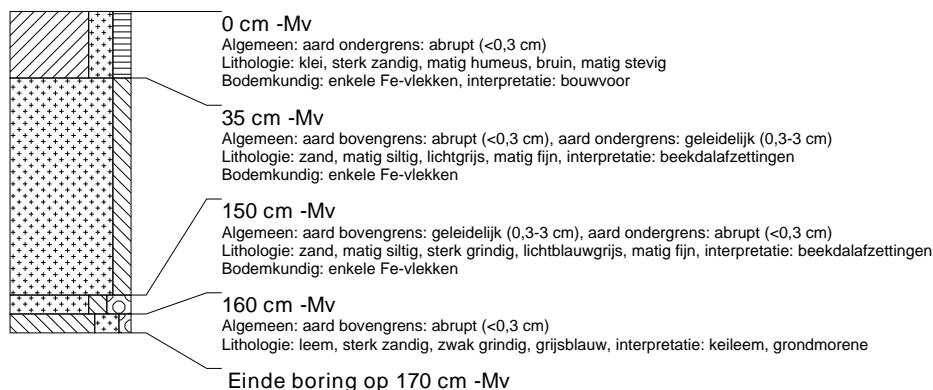 0 cm -Mv
Algemeen: aard ondergrens: abrupt (<0,3 cm)
Lithologie: klei, sterk zandig, matig humeus, bruin, matig stevig
Bodemkundig: enkele Fe-vlekken, interpretatie: bouwvoor
35 cm -Mv
Algemeen: aard bovengrens: abrupt (<0,3 cm), aard ondergrens: geleidelijk (0,3-3 cm)
Lithologie: zand, matig siltig, lichtgrijs, matig fijn, interpretatie: beekdalafzettingen
Bodemkundig: enkele Fe-vlekken
150 cm -Mv
Algemeen: aard bovengrens: geleidelijk (0,3-3 cm), aard ondergrens: abrupt (<0,3 cm)
Lithologie: zand, matig siltig, sterk grindig, lichtblauwgrijs, matig fijn, interpretatie: beekdalafzettingen
Bodemkundig: enkele Fe-vlekken
160 cm -Mv
Algemeen: aard bovengrens: abrupt (<0,3 cm)
Lithologie: leem, sterk zandig, zwak grindig, grijsblauw, interpretatie: keileem, grondmorene
Einde boring op 170 cm -Mv